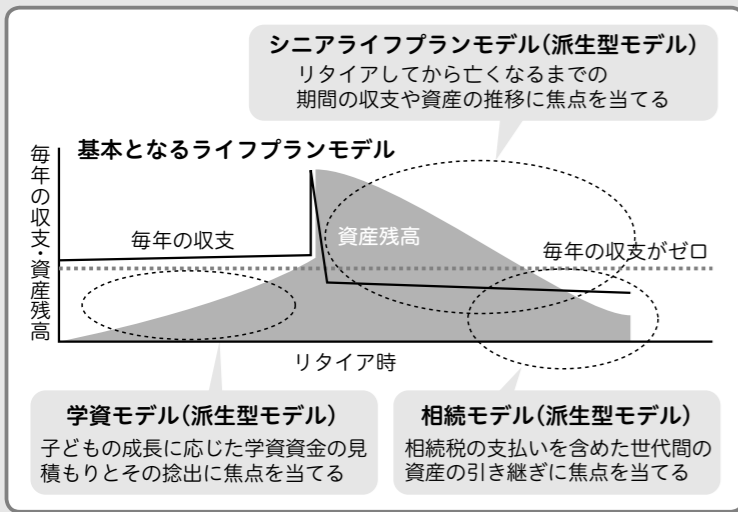 シニアライフプランモデル(派生型モデル)
リタイアしてから亡くなるまでの
期間の収支や資産の推移に焦点を当てる
基本となるライフプランモデル
毎年の収支・資産残高
毎年の収支
資産残高
毎年の収支がゼロ
リタイア時
学資モデル(派生型モデル)
子どもの成長に応じた学資資金の見
積もりとその捻出に焦点を当てる
相続モデル(派生型モデル)
相続税の支払いを含めた世代間の
資産の引き継ぎに焦点を当てる